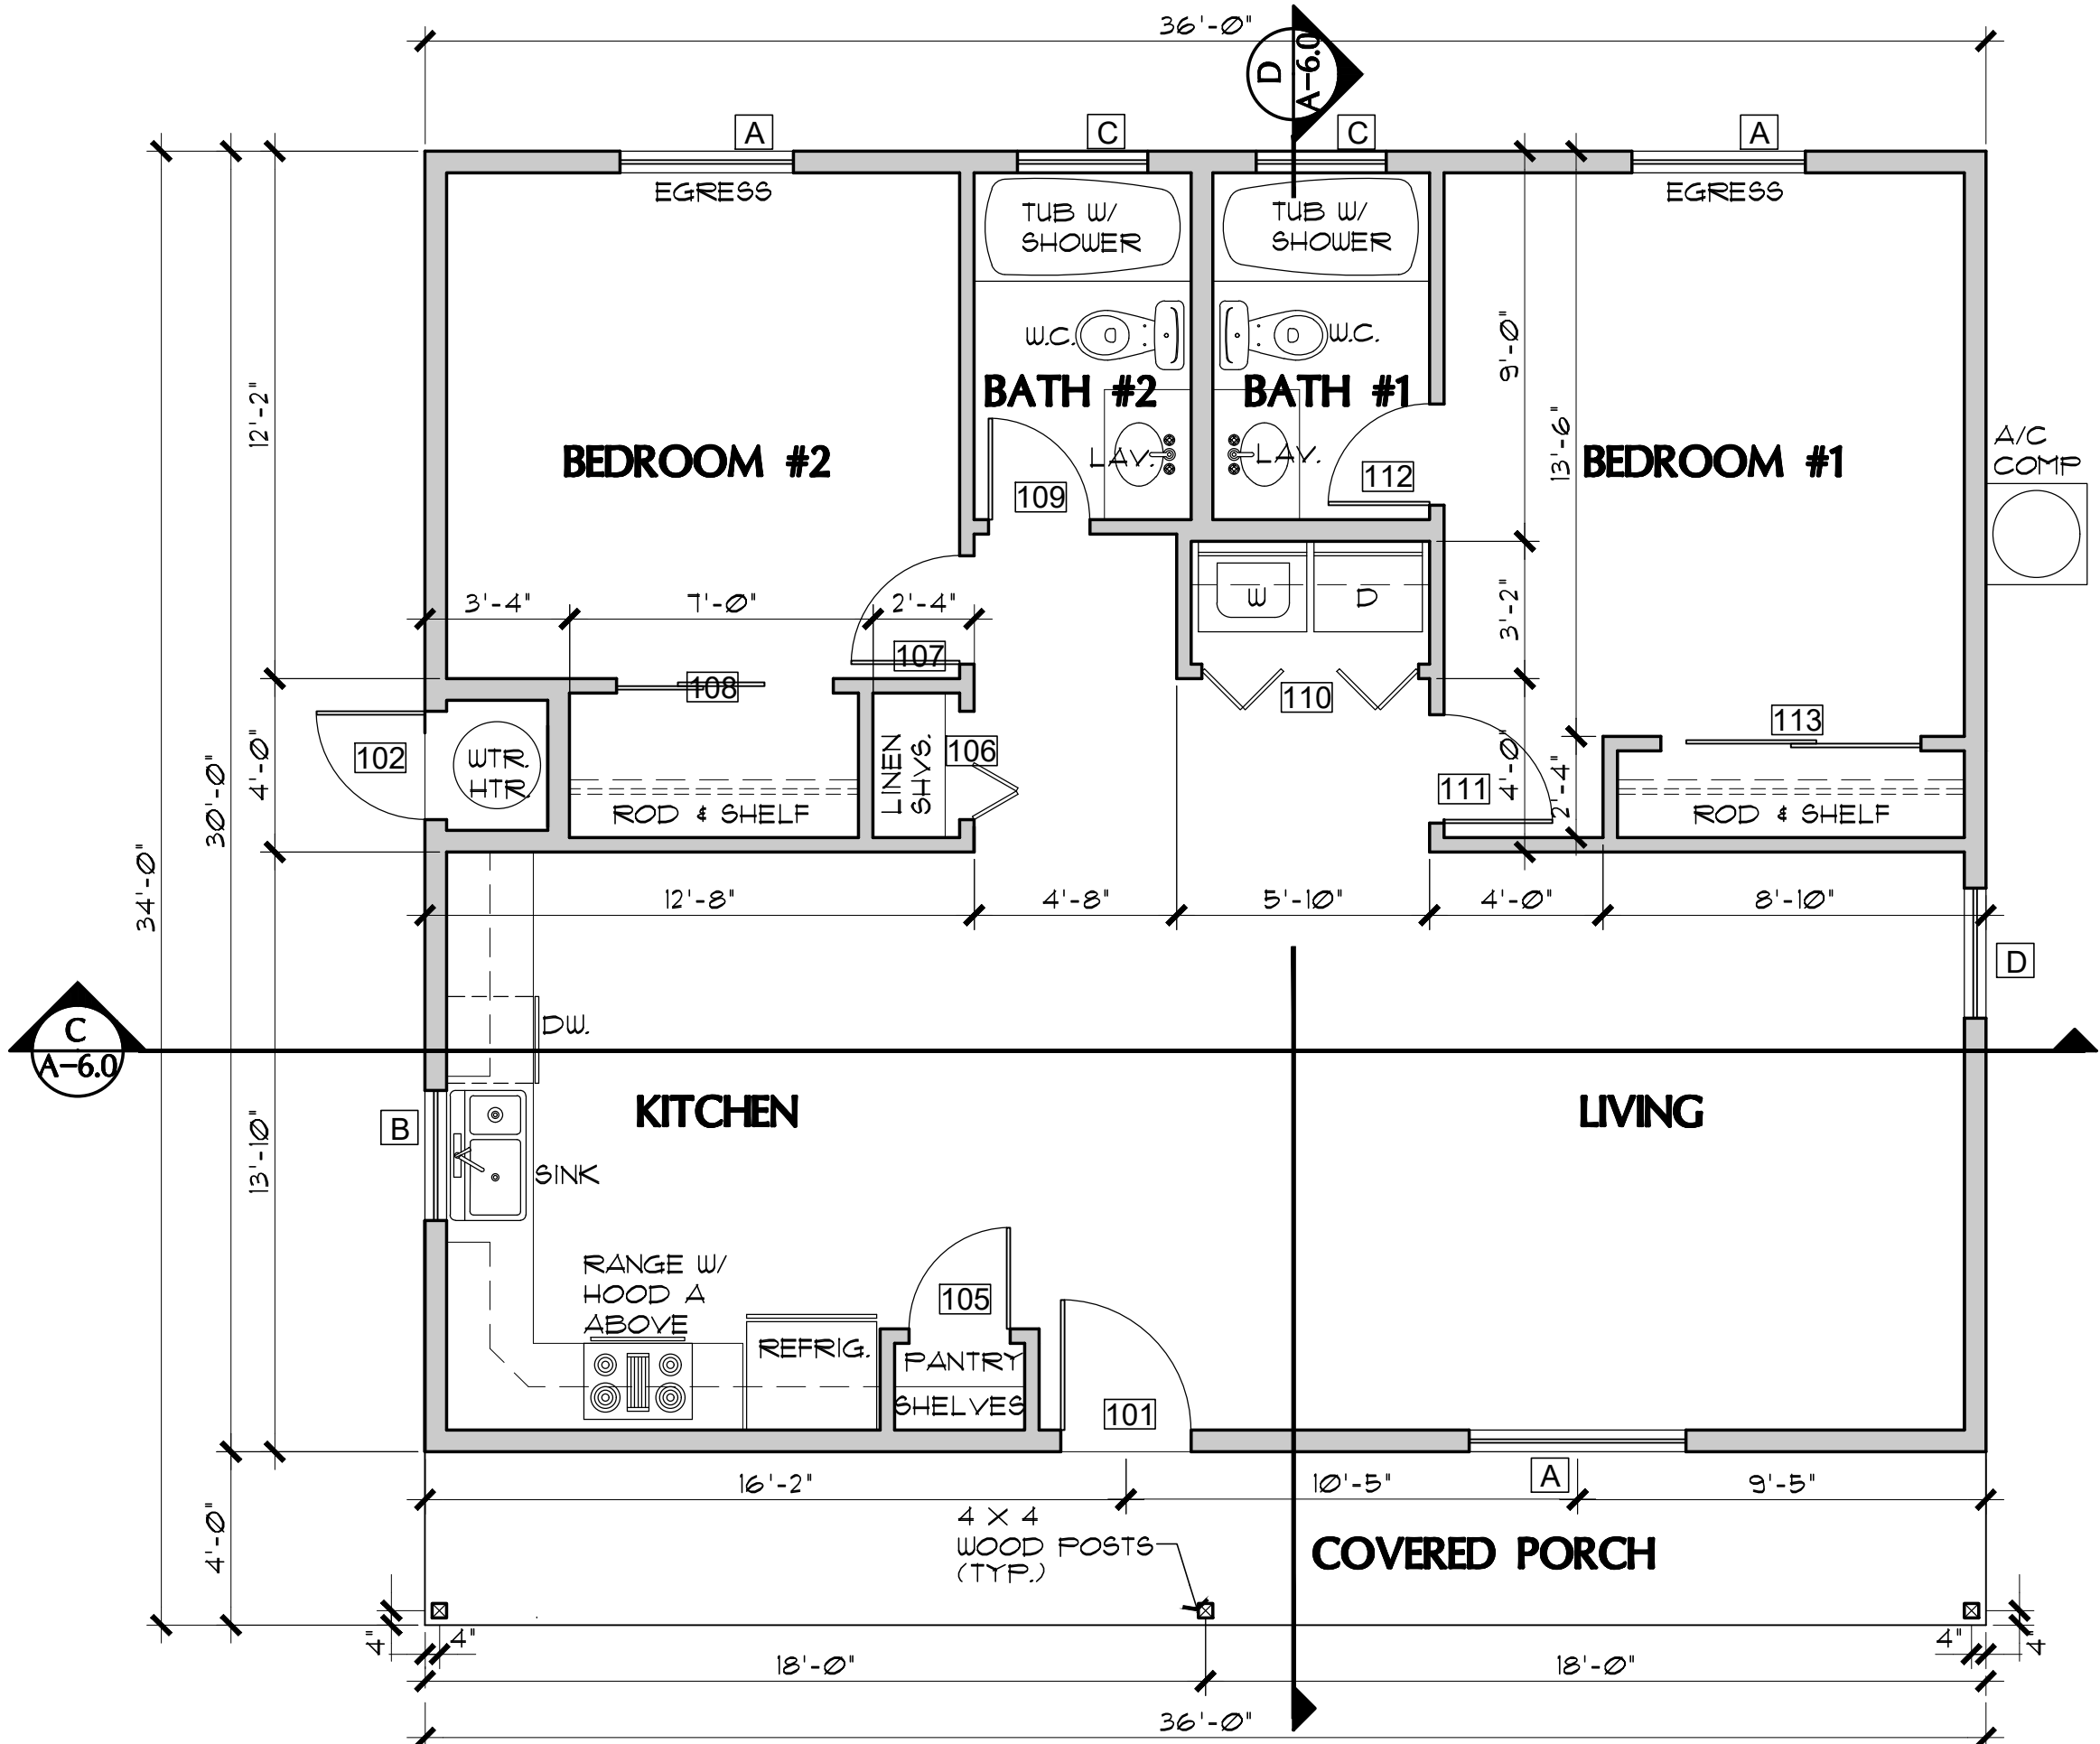 36'-0"
D
A-6.0
A
C
C
A
EGRESS
EGRESS
TUB W/
SHOWER
TUB W/
SHOWER
W.C.
W.C.
9'-0"
12'-2"
BATH #2
BATH #1
13'-6"
BEDROOM #2
BEDROOM #1
A/C
COMP
LAV.
LAV.
109
112
3'-4"
7'-0"
2'-4"
W
D
3'-2"
107
108
110
113
102
WTR.
HTR.
LINEN
SHVS.
106
111
4'-0"
2'-4"
4'-0"
30'-0"
ROD & SHELF
ROD & SHELF
34'-0"
12'-8"
4'-8"
5'-10"
4'-0"
8'-10"
D
C
A-6.0
DW.
KITCHEN
LIVING
B
13'-10"
SINK
RANGE W/
HOOD A
ABOVE
105
REFRIG.
PANTRY
SHELVES
101
16'-2"
10'-5"
A
9'-5"
4'-0"
4 X 4
WOOD POSTS
(TYP.)
COVERED PORCH
4"
4"
4"
4"
18'-0"
18'-0"
36'-0"